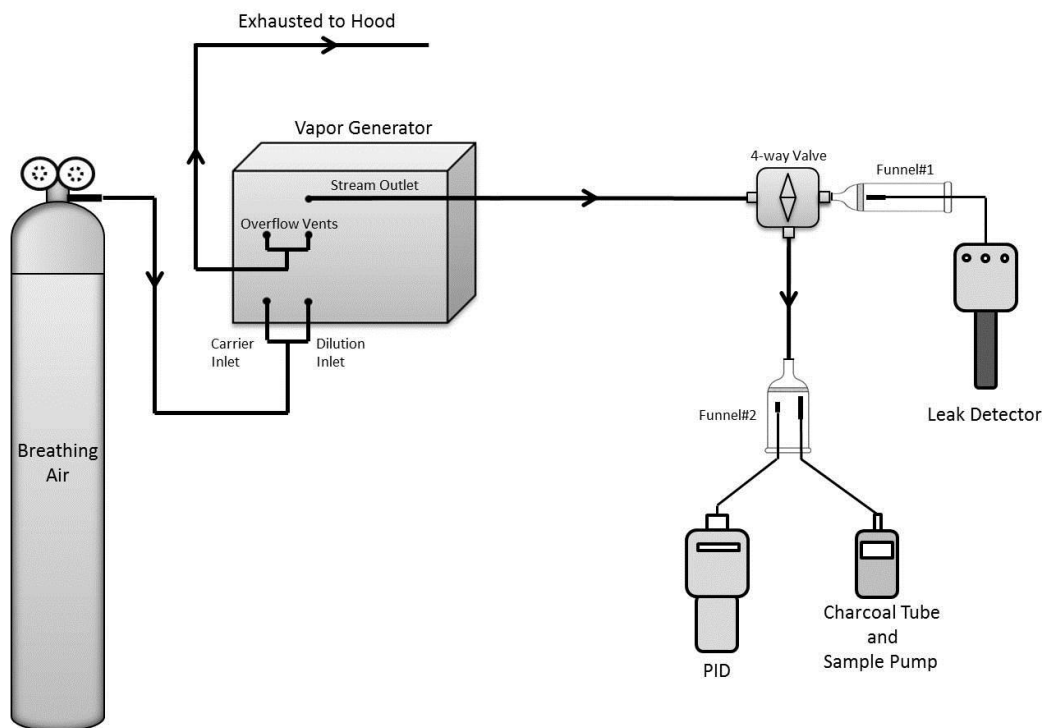 Exhausted to Hood
Vapor Generator
Stream Outlet
Overflow Vents
4-way Valve
Funnel#1
Carrier
Inlet
Dilution
Inlet
Breathing
Air
Funnel#2
Leak Detector
PID
Charcoal Tube
and
Sample Pump